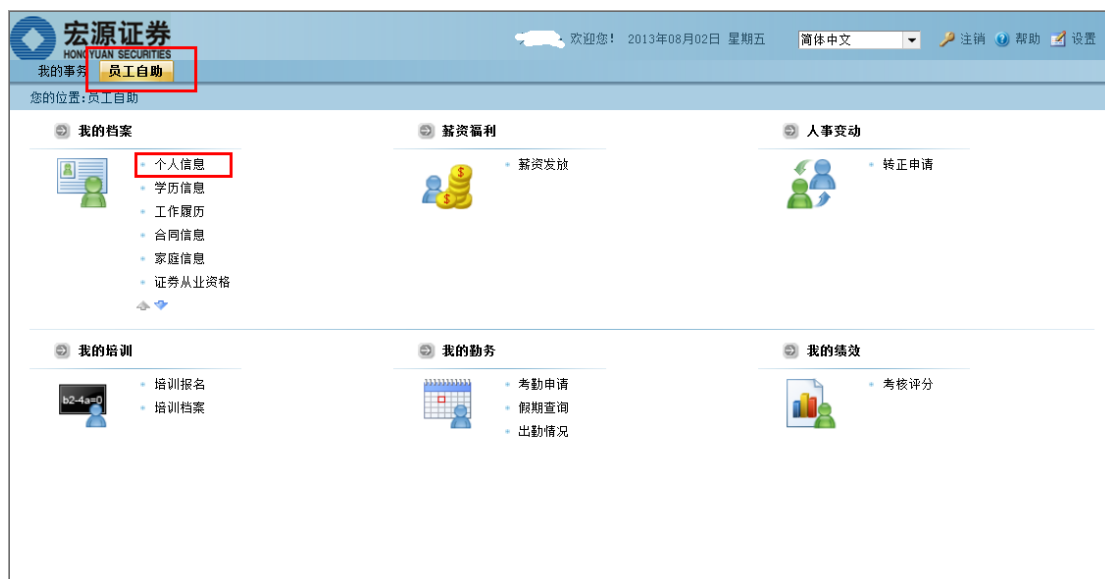 宏源证券
HONGYUAN SECURITIES
欢迎您! 2013年08月02日 星期五 简体中文 注销 帮助 设置
我的事务 员工自助
您的位置:员工自助
我的档案
个人信息
学历信息
工作履历
合同信息
家庭信息
证券从业资格
薪资福利
薪资发放
人事变动
转正申请
我的培训
b2-4a=0
培训报名
培训档案
我的勤务
考勤申请
假期查询
出勤情况
我的绩效
考核评分